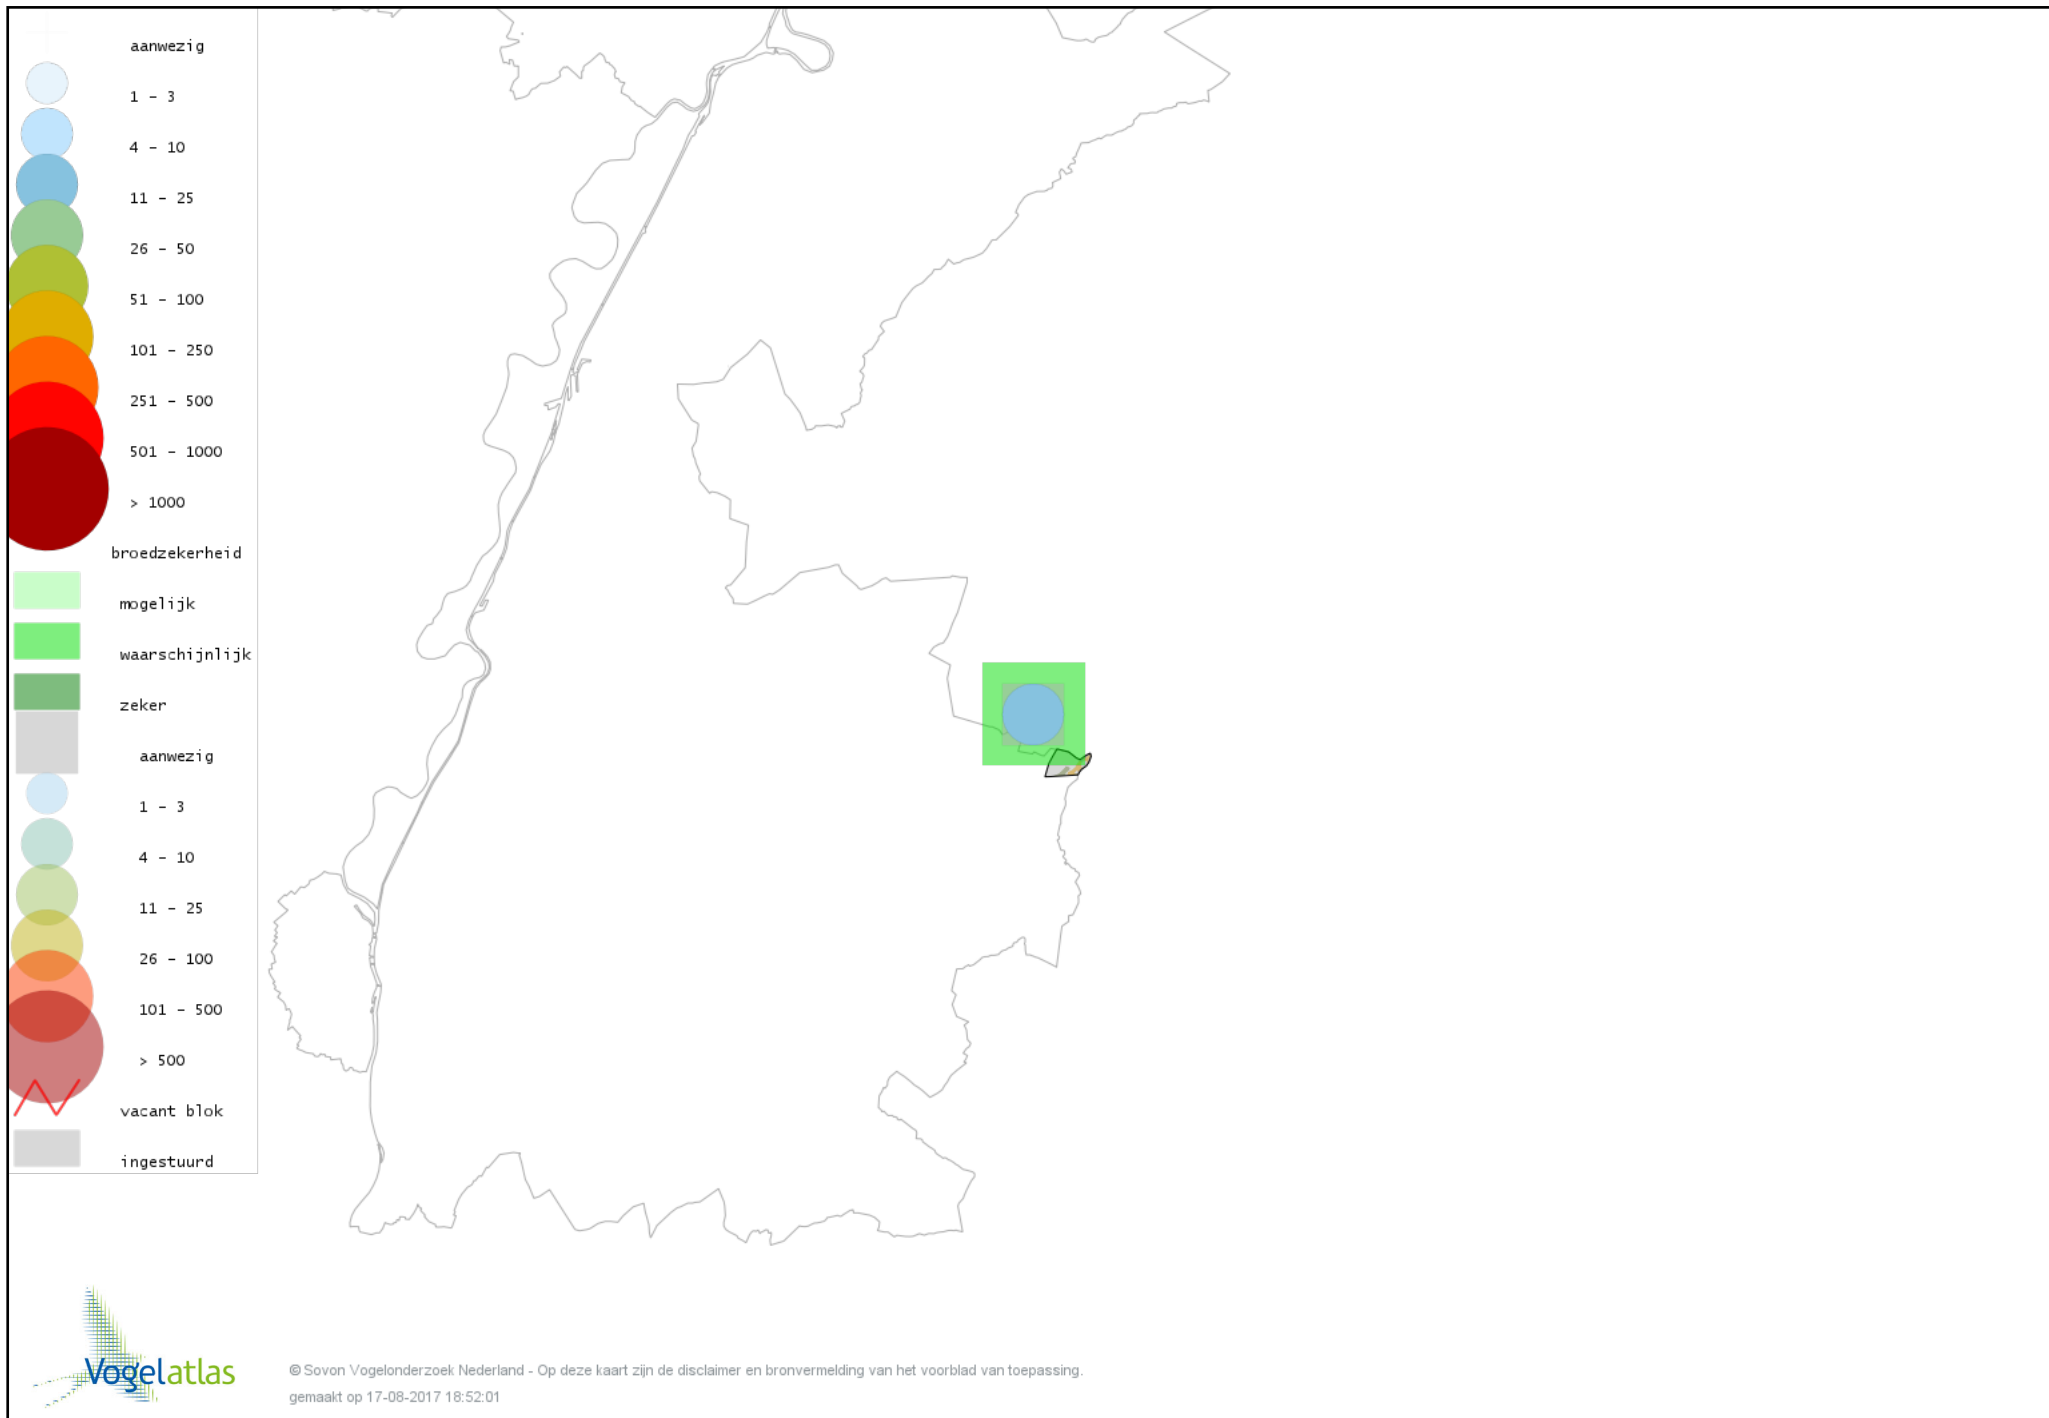 aanwezig
1 - 3
4 - 10
11 - 25
26 - 50
51 - 100
101 - 250
251 - 500
501 - 1000
> 1000
broedzekerheid
mogelijk
waarschijnlijk
zeker
aanwezig
1 - 3
4 - 10
11 - 25
26 - 100
101 - 500
> 500
vacant blok
ingestuurd
Vogelatlas
© Sovon Vogelonderzoek Nederland - Op deze kaart zijn de disclaimer en bronvermelding van het voorblad van toepassing.
gemaakt op 17-08-2017 18:52:01